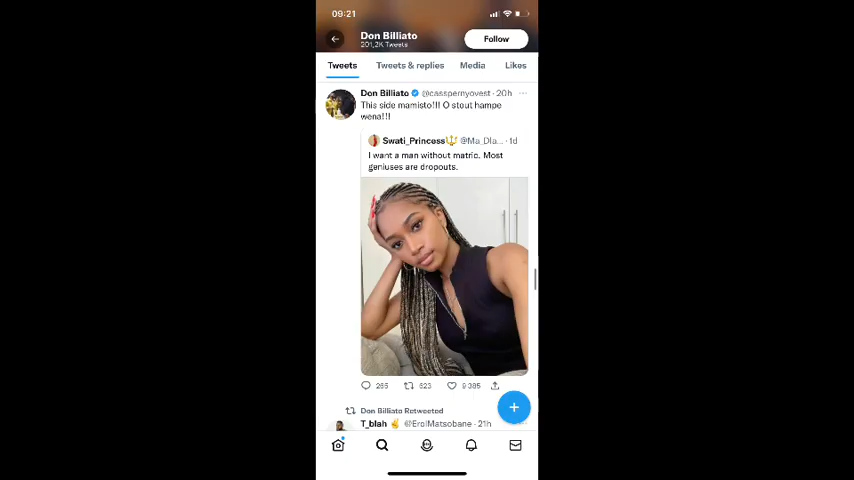 09:21
Don Billiato
201,2K Tweets
Follow
Tweets Tweets & replies Media Likes
Don Billiato @casspernyovest · 20h
This side mamisto!!! O stout hampe
wena!!!
Swati_Princess🔱 @Ma_Dla... · 1d
I want a man without matric. Most
geniuses are dropouts.
265 623 9 385
Don Billiato Retweeted
T_blah ✌ @ErolMatsobane · 21h